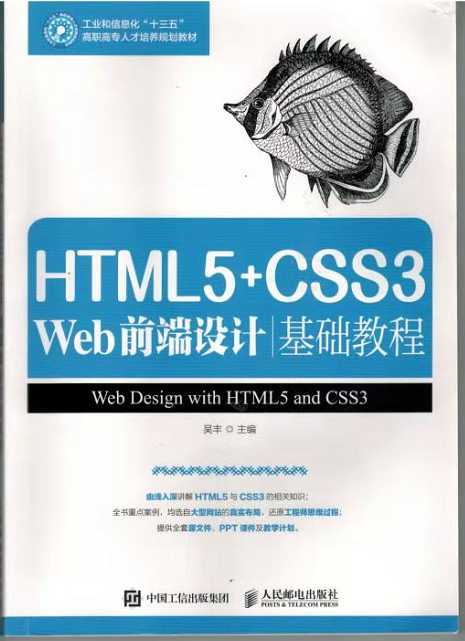 工业和信息化“十三五”
高职高专人才培养规划教材
HTML5+CSS3
Web前端设计|基础教程
Web Design with HTML5 and CSS3
吴丰 ◎ 主编
由浅入深讲解 HTML5 与 CSS3 的相关知识；
全书重点案例，均选自大型网站的真实布局，还原工程师思维过程；
提供全套源文件、PPT 课件及教学计划。
中国工信出版集团
人民邮电出版社
POSTS & TELECOM PRESS